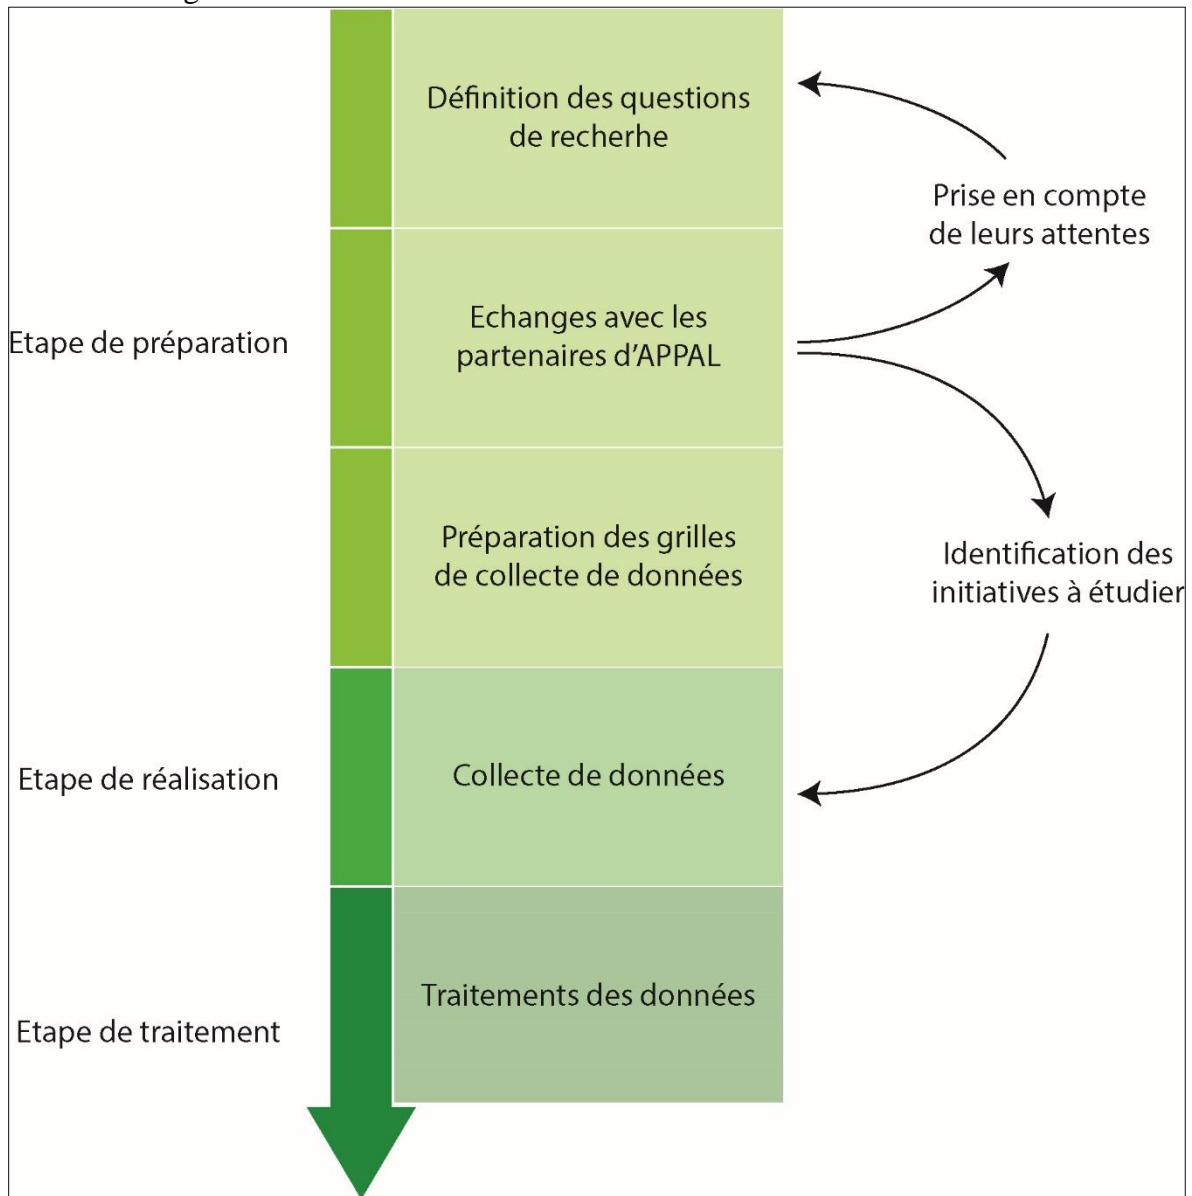 Définition des questions
de recherhe
Prise en compte
de leurs attentes
Etape de préparation
Echanges avec les
partenaires d'APPAL
Préparation des grilles
de collecte de données
Identification des
initiatives à étudier
Etape de réalisation
Collecte de données
Traitements des données
Etape de traitement